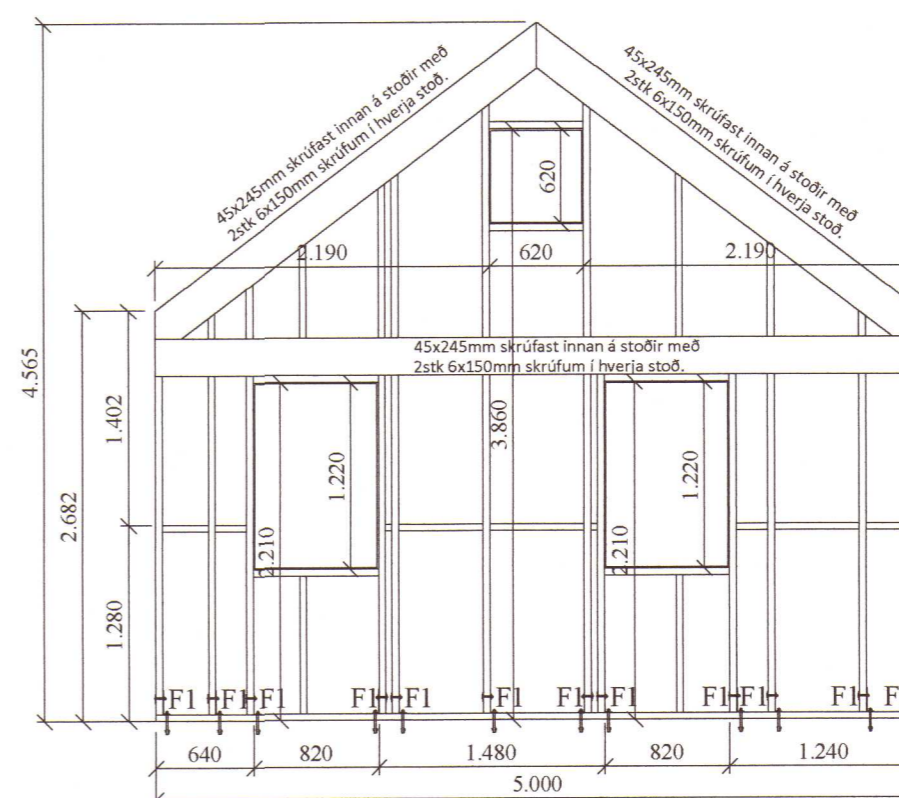 45x245mm skrúfast innan á stoðir með
2stk 6x150mm skrúfum í hverja stoð.
45x245mm skrúfast innan á stoðir með
2stk 6x150mm skrúfum í hverja stoð.
620
2.190
620
2.190
4.565
45x245mm skrúfast innan á stoðir með
2stk 6x150mm skrúfum í hverja stoð.
1.402
3.860
1.220
1.220
2.682
2.210
2.210
1.280
F1 F1 F1 F1 F1 F1 F1 F1 F1 F1 F1 F1
640 820 1.480 820 1.240
5.000